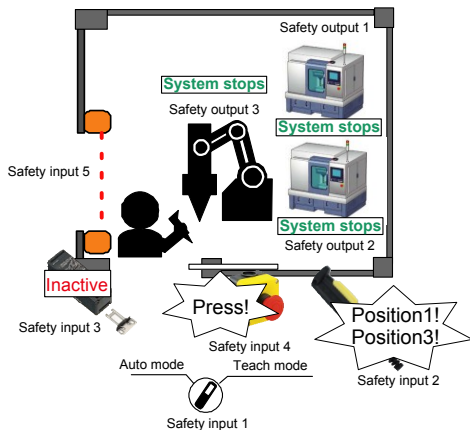 Safety output 1
System stops
Safety output 3
System stops
Safety input 5
System stops
Safety output 2
Inactive
Press!
Position1!
Position3!
Safety input 3
Safety input 4
Auto mode
Teach mode
Safety input 2
Safety input 1